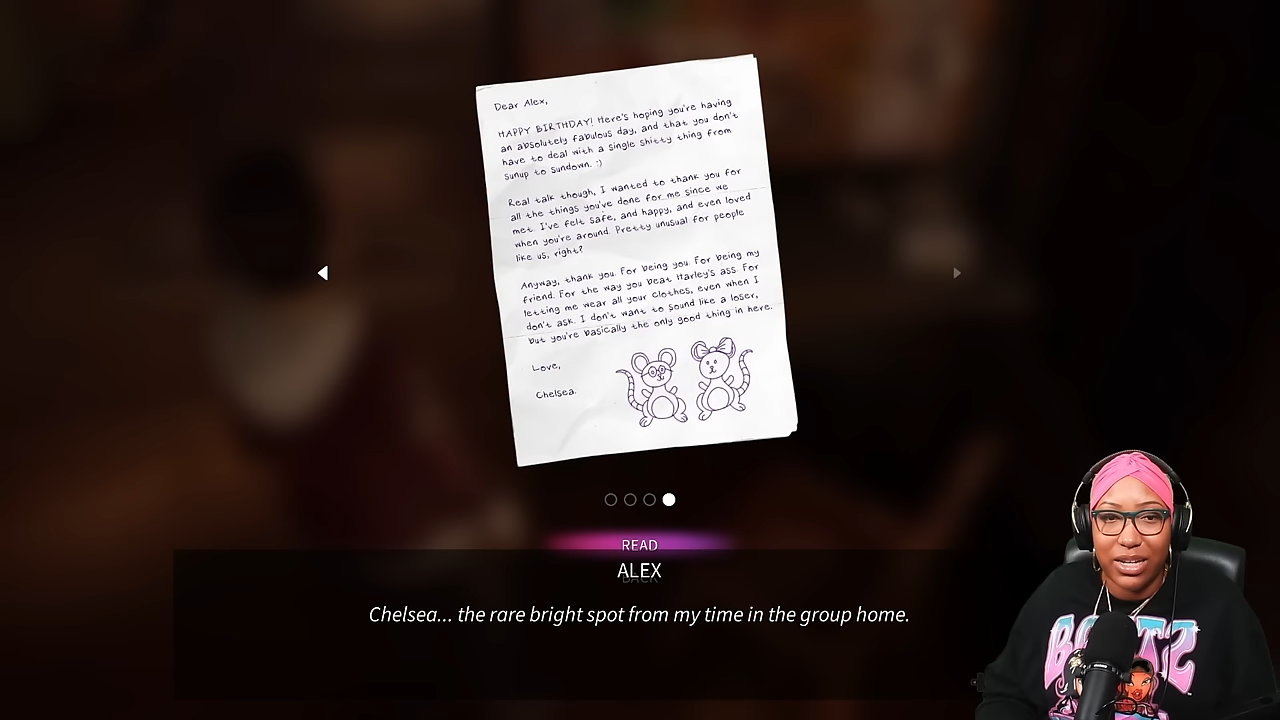 Dear Alex,
HAPPY BIRTHDAY! Here's hoping you're having
an absolutely fabulous day, and that you don't
have to deal with a single shitty thing from
sunup to sundown. :)
Real talk though, I wanted to thank you for
all the things you've done for me since we
met. I've felt safe, and happy, and even loved
when you're around. Pretty unusual for people
like us, right?
Anyway, thank you. For being you. For being my
friend. For the way you beat Harley's ass. For
letting me wear all your clothes, even when I
don't ask. I don't want to sound like a loser,
but you're basically the only good thing in here.
Love,
Chelsea.
READ
ALEX
BACK
Chelsea... the rare bright spot from my time in the group home.